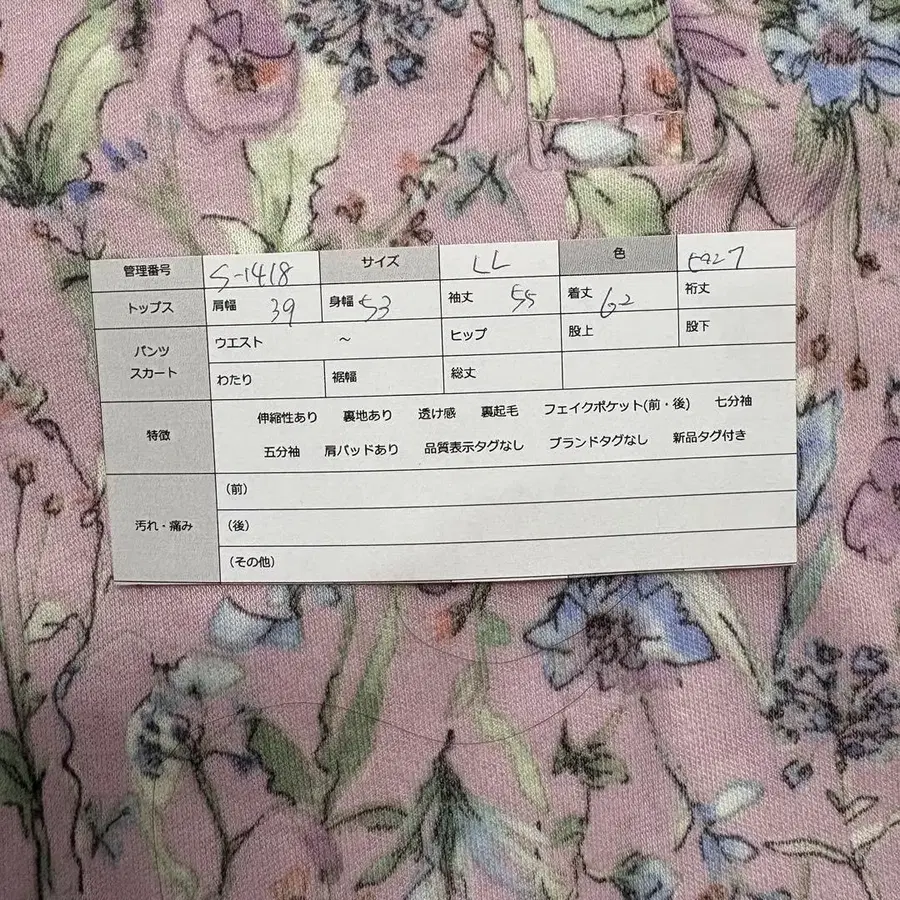 管理番号 S-1418 サイズ LL 色 ピンク
トップス 肩幅 39 身幅 53 袖丈 55 着丈 62 裄丈
パンツ スカート ウエスト ～ ヒップ 股上 股下
わたり 裾幅 総丈
特徴 伸縮性あり 裏地あり 透け感 裏起毛 フェイクポケット(前・後) 七分袖
五分袖 肩パッドあり 品質表示タグなし ブランドタグなし 新品タグ付き
汚れ・痛み (前)
(後)
(その他)